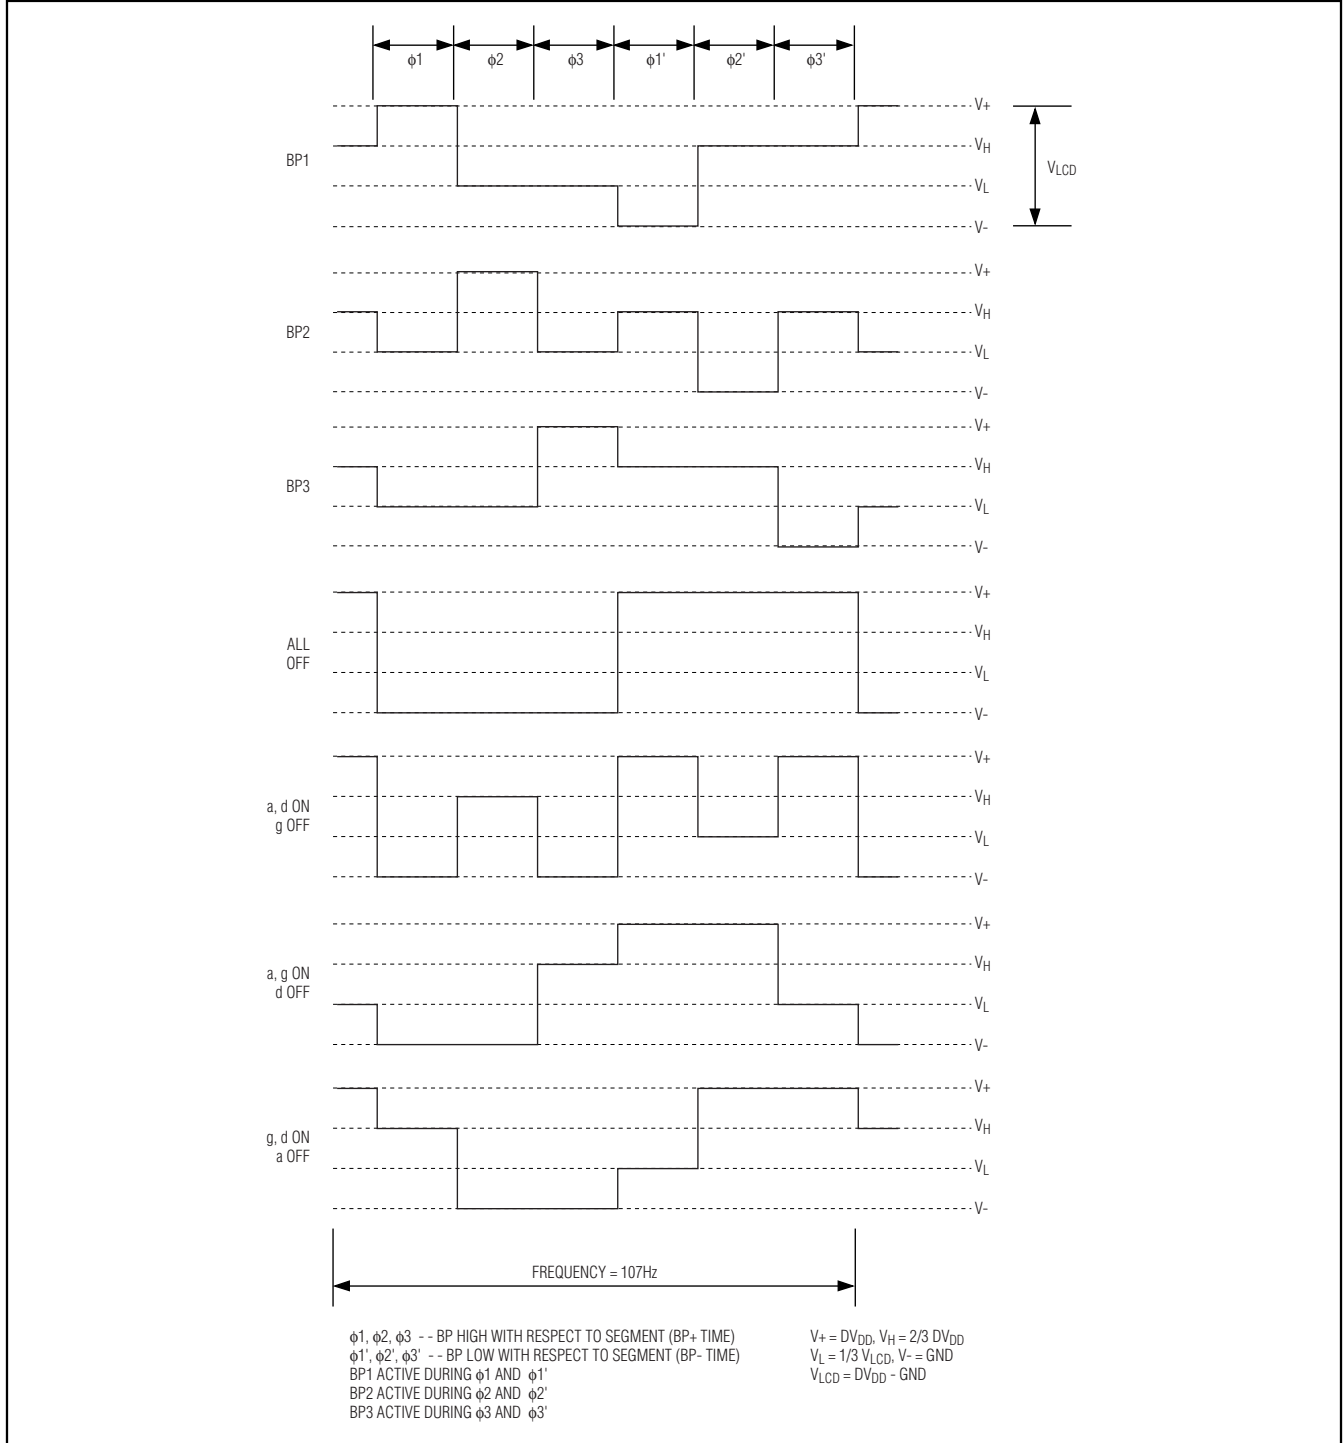 ϕ1 ϕ2 ϕ3 ϕ1' ϕ2' ϕ3'
V+
BP1
VH
VL
V-
VLCD
V+
BP2
VH
VL
V-
V+
BP3
VH
VL
V-
V+
ALL
OFF
VH
VL
V-
V+
a, d ON
g OFF
VH
VL
V-
V+
a, g ON
d OFF
VH
VL
V-
V+
g, d ON
a OFF
VH
VL
V-
FREQUENCY = 107Hz
ϕ1, ϕ2, ϕ3 - - BP HIGH WITH RESPECT TO SEGMENT (BP+ TIME)
ϕ1', ϕ2', ϕ3' - - BP LOW WITH RESPECT TO SEGMENT (BP- TIME)
BP1 ACTIVE DURING ϕ1 AND ϕ1'
BP2 ACTIVE DURING ϕ2 AND ϕ2'
BP3 ACTIVE DURING ϕ3 AND ϕ3'
V+ = DVDD, VH = 2/3 DVDD
VL = 1/3 VLCD, V- = GND
VLCD = DVDD - GND